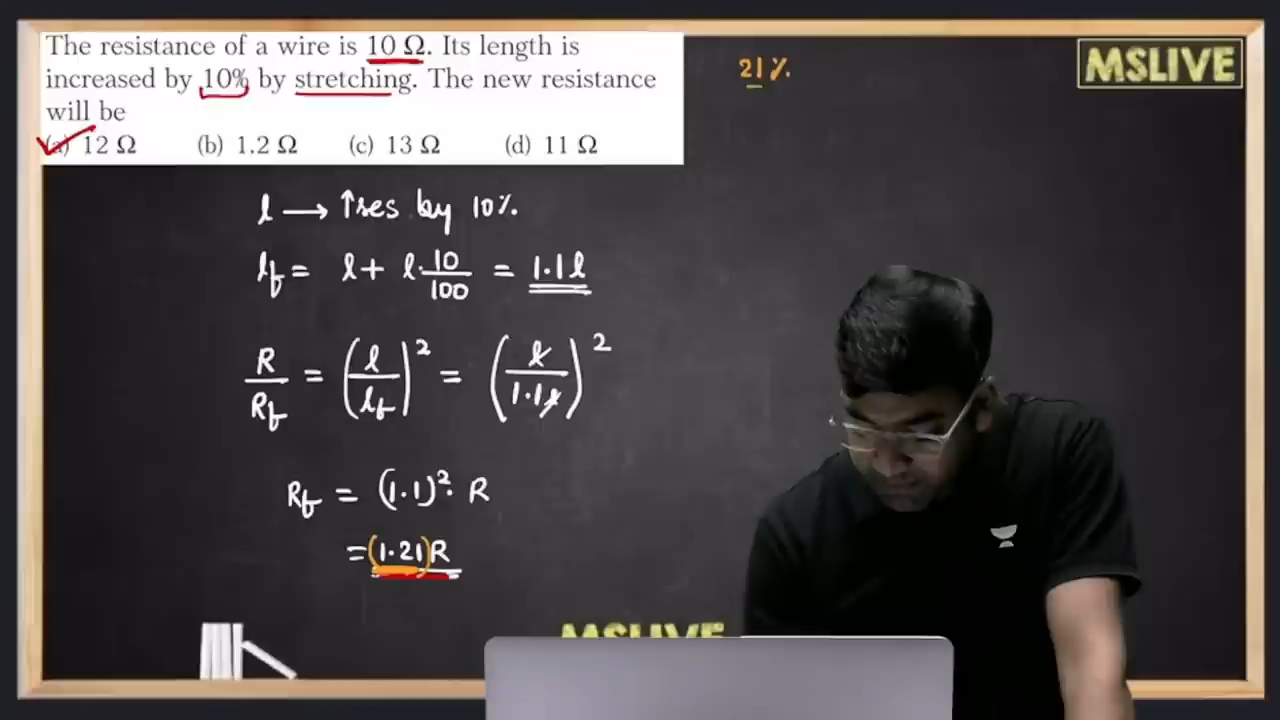 The resistance of a wire is 10 Ω. Its length is
increased by 10% by stretching. The new resistance
will be
(a) 12 Ω (b) 1.2 Ω (c) 13 Ω (d) 11 Ω
21%
MSLIVE
l → ↑ses by 10%.
lf = l + l·10/100 = 1.1l
R/Rf = (l/lf)² = (l/1.1l)²
Rf = (1.1)²· R
= (1.21)R
MSLIVE